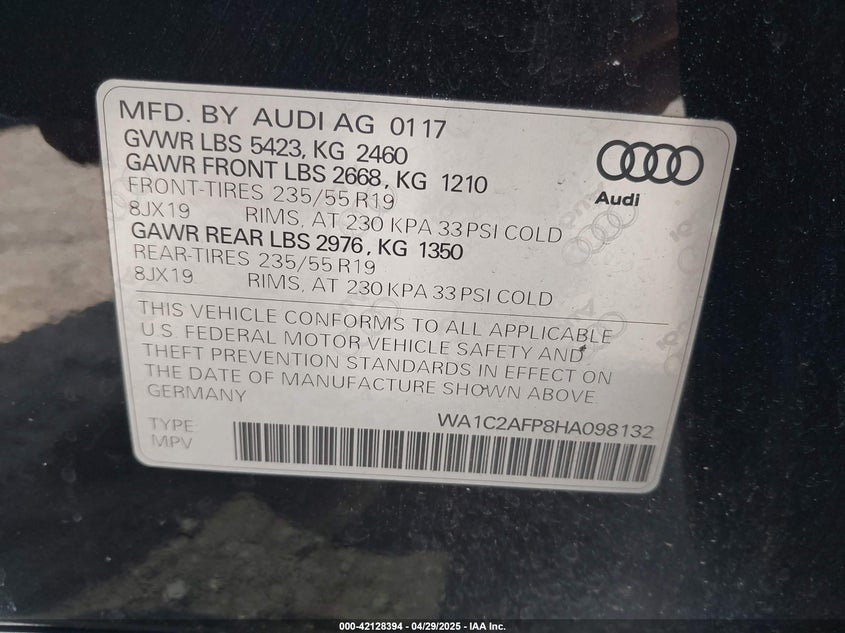 MFD. BY AUDI AG 01 17
GVWR LBS 5423, KG 2460
GAWR FRONT LBS 2668, KG 1210
FRONT-TIRES 235/55 R19
8JX19 RIMS, AT 230 KPA 33 PSI COLD
GAWR REAR LBS 2976, KG 1350
REAR-TIRES 235/55 R19
8JX19 RIMS, AT 230 KPA 33 PSI COLD
Audi
THIS VEHICLE CONFORMS TO ALL APPLICABLE
U.S. FEDERAL MOTOR VEHICLE SAFETY AND
THEFT PREVENTION STANDARDS IN EFFECT ON
THE DATE OF MANUFACTURE SHOWN ABOVE
GERMANY
WA1C2AFP8HA098132
TYPE
MPV
000-42128394 - 04/29/2025 - IAA Inc.